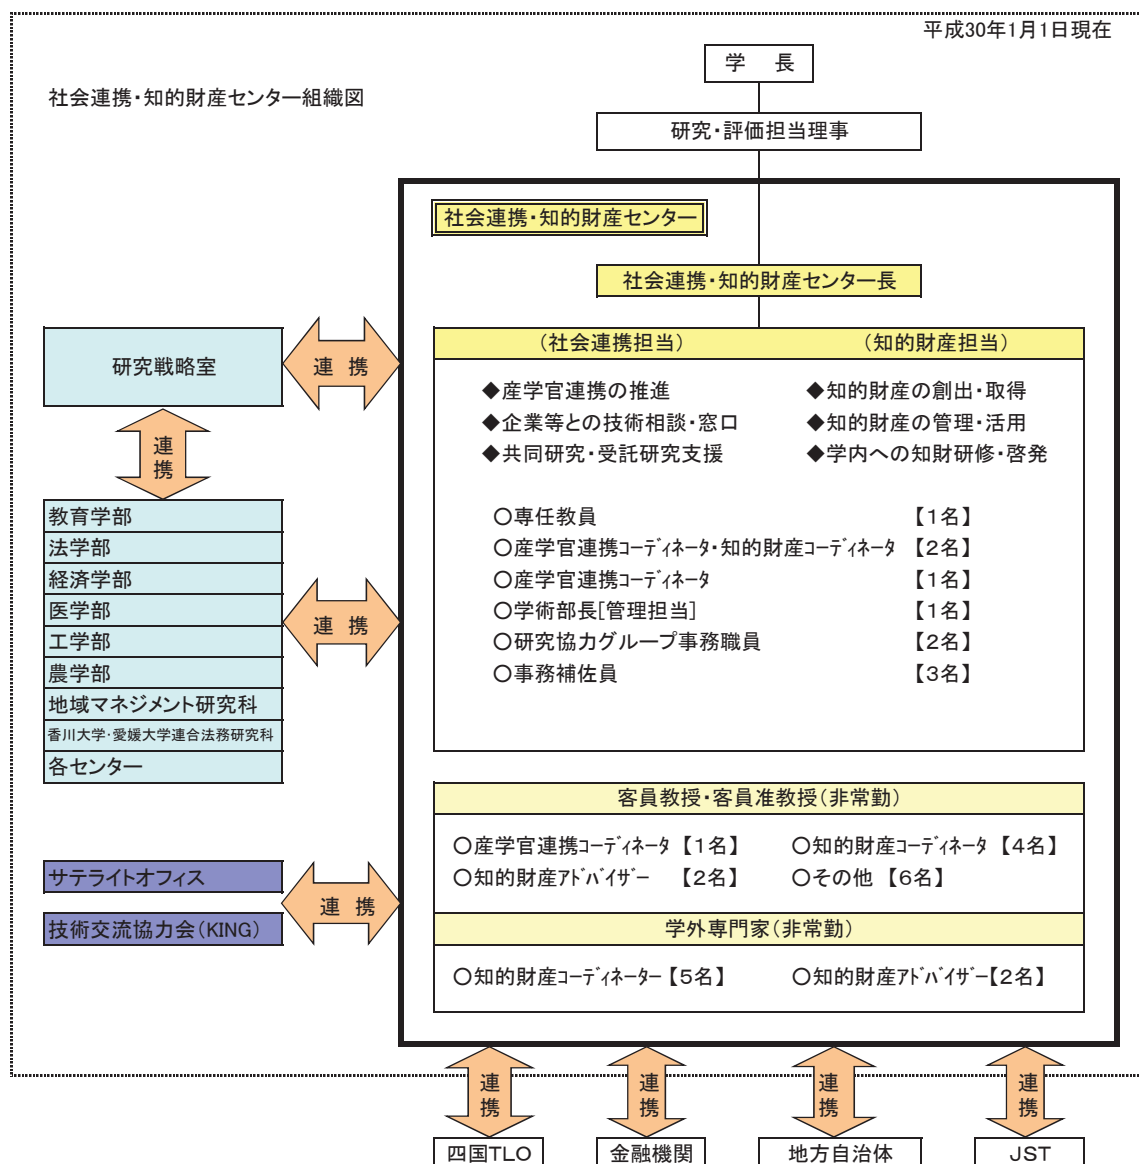 平成30年1月1日現在
学　長
社会連携・知的財産センター組織図
研究・評価担当理事
社会連携・知的財産センター
社会連携・知的財産センター長
研究戦略室
連 携
(社会連携担当)
(知的財産担当)
◆産学官連携の推進
◆知的財産の創出・取得
◆企業等との技術相談・窓口
◆知的財産の管理・活用
◆共同研究・受託研究支援
◆学内への知財研修・啓発
連携
教育学部
法学部
経済学部
医学部
工学部
農学部
地域マネジメント研究科
香川大学・愛媛大学連合法務研究科
各センター
連 携
○専任教員 【1名】
○産学官連携ｺｰﾃﾞｨﾈｰﾀ・知的財産ｺｰﾃﾞｨﾈｰﾀ 【2名】
○産学官連携ｺｰﾃﾞｨﾈｰﾀ 【1名】
○学術部長[管理担当] 【1名】
○研究協力グループ事務職員 【2名】
○事務補佐員 【3名】
客員教授・客員准教授(非常勤)
○産学官連携ｺｰﾃﾞｨﾈｰﾀ 【1名】
○知的財産ｺｰﾃﾞｨﾈｰﾀ 【4名】
○知的財産ｱﾄﾞﾊﾞｲｻﾞｰ 【2名】
○その他 【6名】
サテライトオフィス
技術交流協力会(KING)
連 携
学外専門家(非常勤)
○知的財産ｺｰﾃﾞｨﾈｰﾀｰ【5名】
○知的財産ｱﾄﾞﾊﾞｲｻﾞｰ【2名】
連携
連携
連携
連携
四国TLO
金融機関
地方自治体
JST